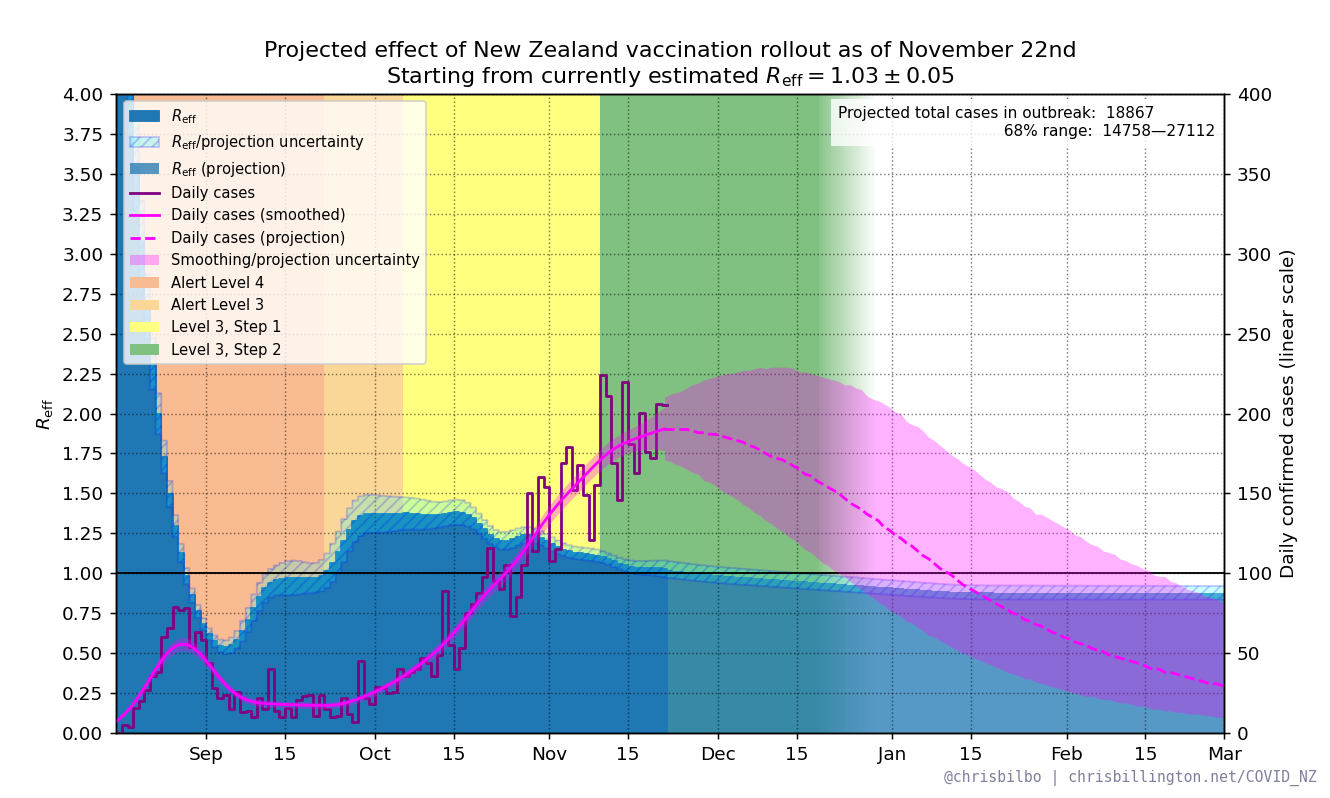 Projected effect of New Zealand vaccination rollout as of November 22nd
Starting from currently estimated R_eff = 1.03 ± 0.05
Projected total cases in outbreak: 18867
68% range: 14758—27112
R_eff
R_eff/projection uncertainty
R_eff (projection)
Daily cases
Daily cases (smoothed)
Daily cases (projection)
Smoothing/projection uncertainty
Alert Level 4
Alert Level 3
Level 3, Step 1
Level 3, Step 2
R_eff
4.00
3.75
3.50
3.25
3.00
2.75
2.50
2.25
2.00
1.75
1.50
1.25
1.00
0.75
0.50
0.25
0.00
400
350
300
250
200
150
100
50
0
Daily confirmed cases (linear scale)
Sep 15 Oct 15 Nov 15 Dec 15 Jan 15 Feb 15 Mar
@chrisbilbo | chrisbillington.net/COVID_NZ